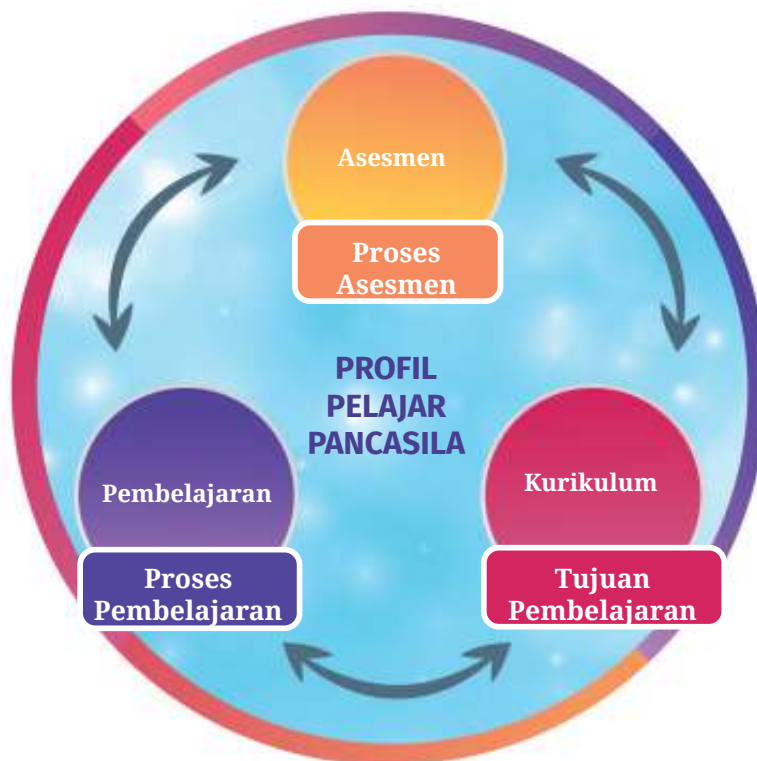 Asesmen
Proses
Asesmen
PROFIL
PELAJAR
PANCASILA
Pembelajaran
Proses
Pembelajaran
Kurikulum
Tujuan
Pembelajaran